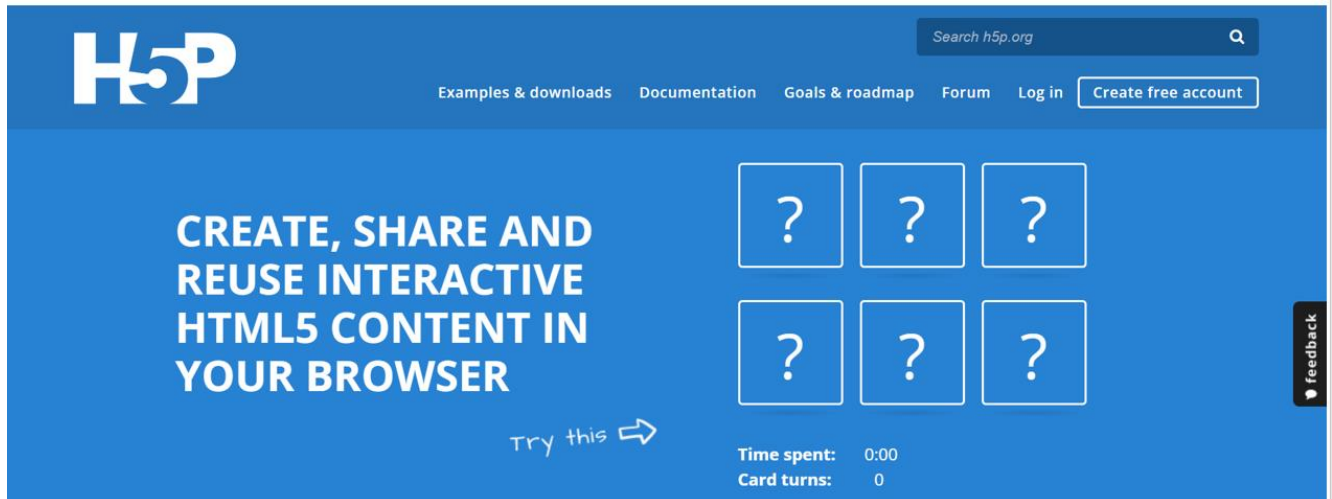 H5P
Search h5p.org
Examples & downloads Documentation Goals & roadmap Forum Log in Create free account
CREATE, SHARE AND
REUSE INTERACTIVE
HTML5 CONTENT IN
YOUR BROWSER
Try this
? ? ?
? ? ?
Time spent: 0:00
Card turns: 0
feedback